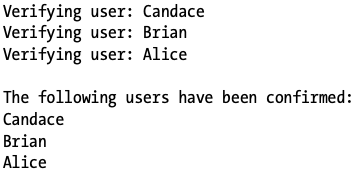 Verifying user: Candace
Verifying user: Brian
Verifying user: Alice

The following users have been confirmed:
Candace
Brian
Alice